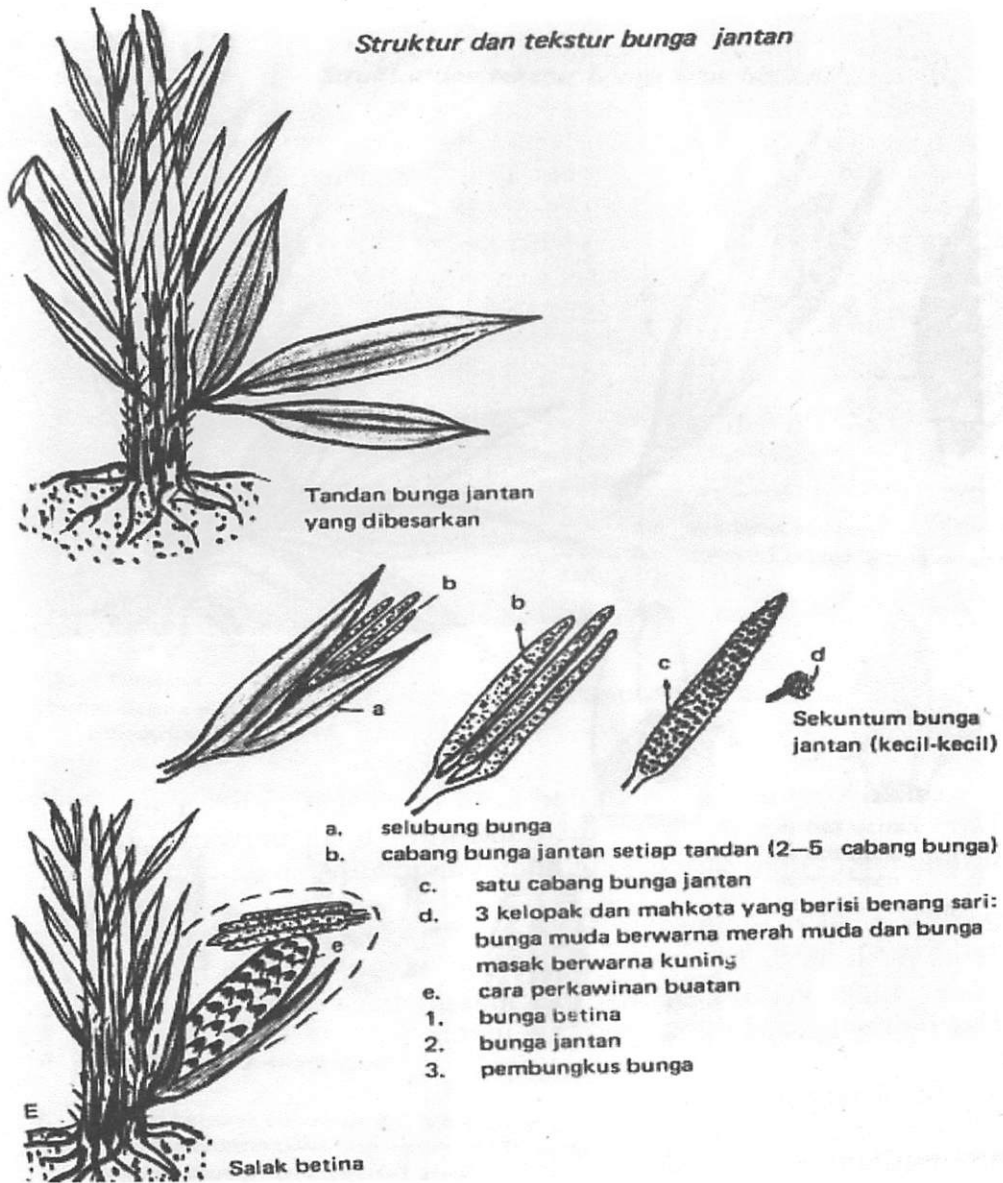 Struktur dan tekstur bunga jantan
Tandan bunga jantan
yang dibesarkan
b
a
b
c
d
Sekuntum bunga
jantan (kecil-kecil)
a. selubung bunga
b. cabang bunga jantan setiap tandan (2–5 cabang bunga)
c. satu cabang bunga jantan
d. 3 kelopak dan mahkota yang berisi benang sari:
bunga muda berwarna merah muda dan bunga
masak berwarna kuning
e. cara perkawinan buatan
1. bunga betina
2. bunga jantan
3. pembungkus bunga
e
E
Salak betina